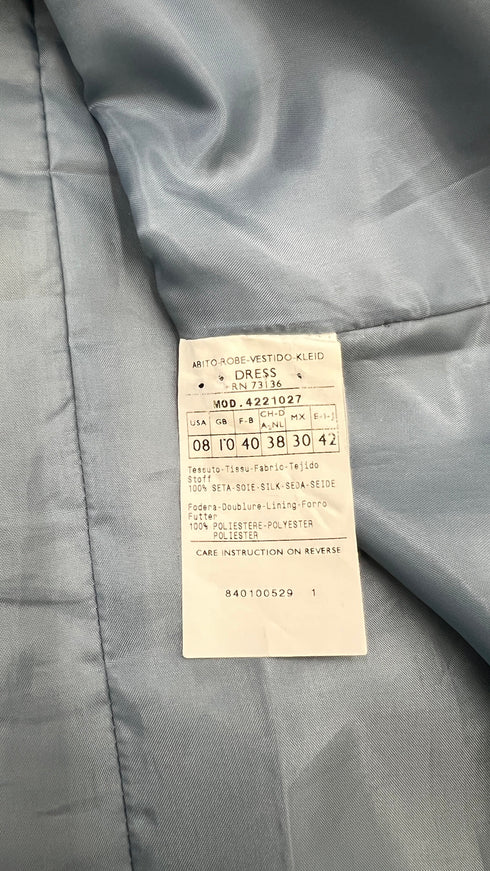 ABITO-ROBE-VESTIDO-KLEID
DRESS
RN 73136
MOD. 4221027
USA GB F-B CH-D A-NL MX E-I-J
08 10 40 38 30 42
Tessuto-Tissu-Fabric-Tejido
Stoff
100% SETA-SOIE-SILK-SEDA-SEIDE
Fodera-Doublure-Lining-Forro
Futter
100% POLIESTERE-POLYESTER
POLIESTER
CARE INSTRUCTION ON REVERSE
840100529 1